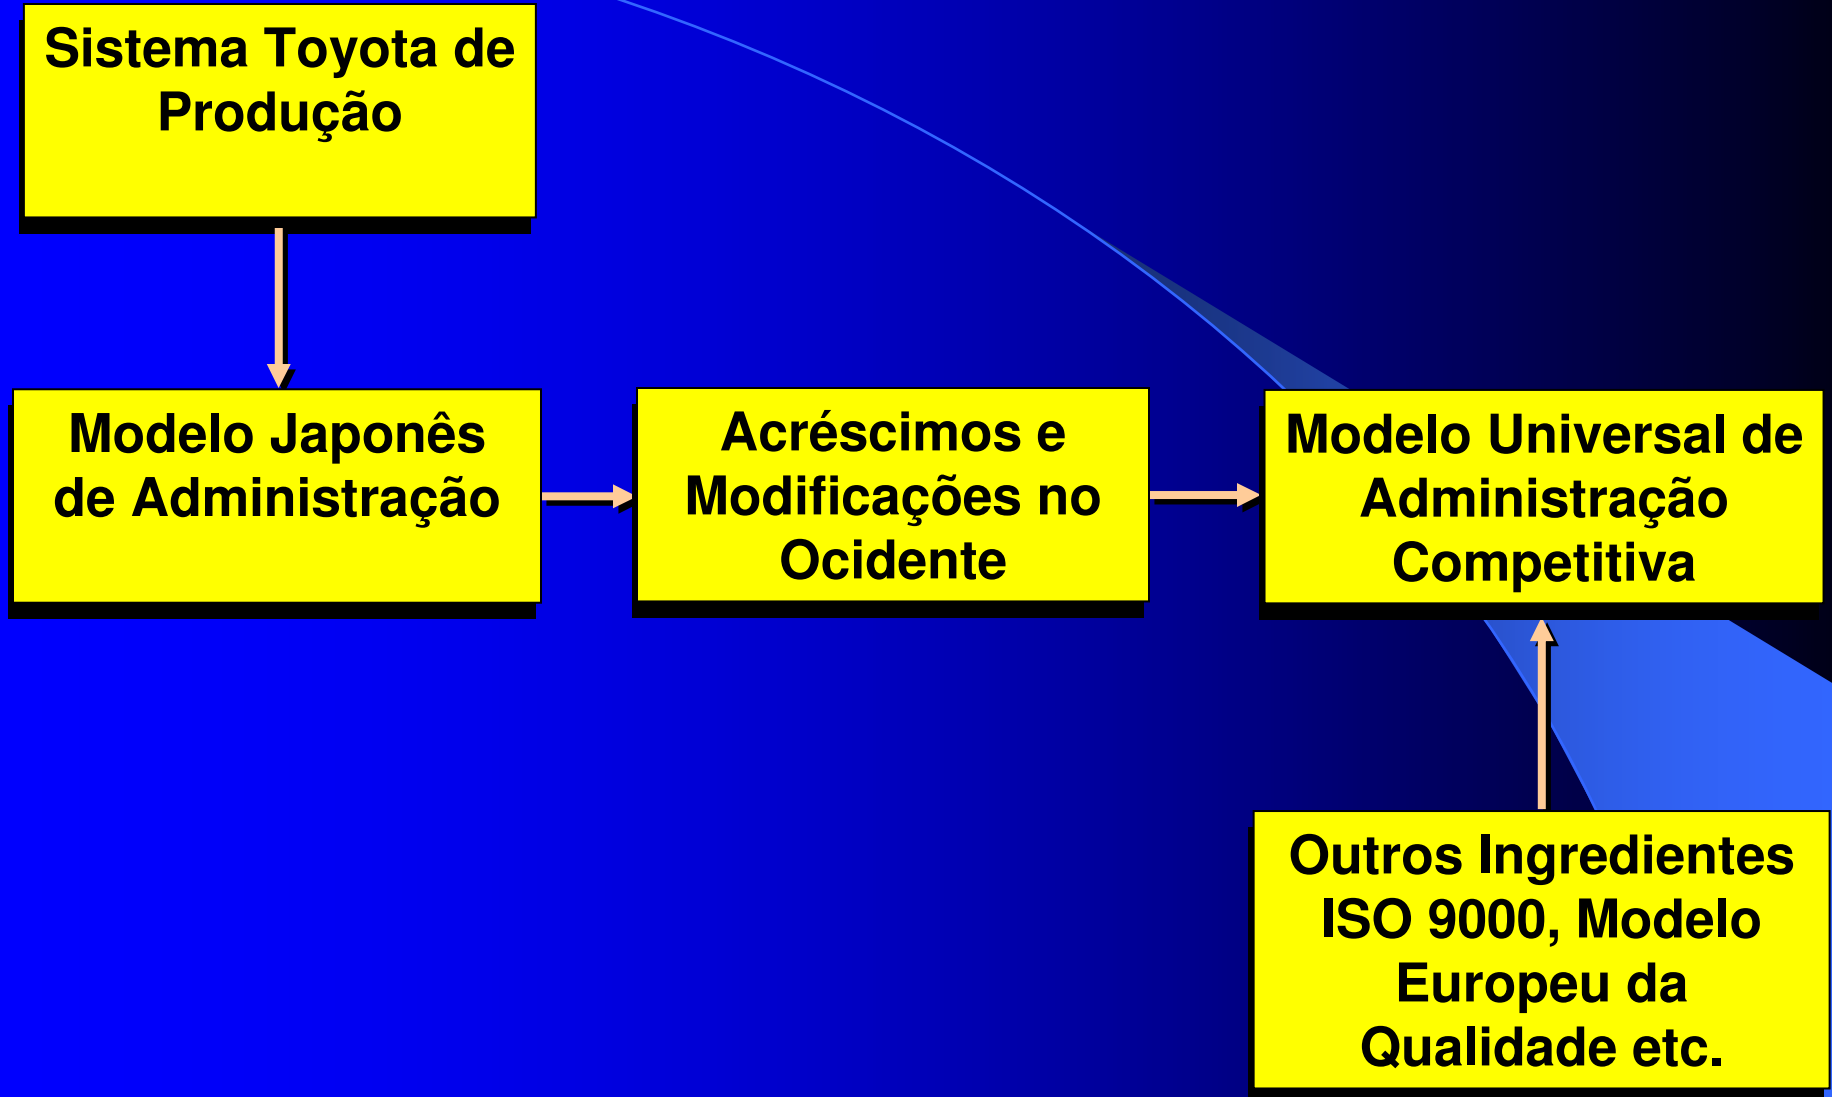 Sistema Toyota de
Produção
Modelo Japonês
de Administração
Acréscimos e
Modificações no
Ocidente
Modelo Universal de
Administração
Competitiva
Outros Ingredientes
ISO 9000, Modelo
Europeu da
Qualidade etc.